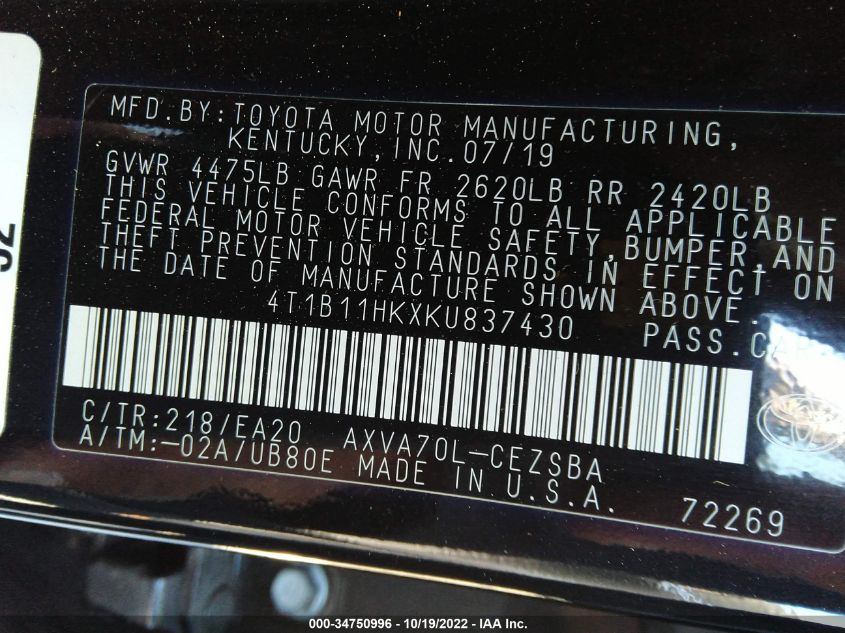 52
MFD.BY:TOYOTA MOTOR MANUFACTURING,
KENTUCKY,INC.07/19
GVWR 4475LB GAWR FR 2620LB RR 2420LB
THIS VEHICLE CONFORMS TO ALL APPLICABLE
FEDERAL MOTOR VEHICLE SAFETY,BUMPER,AND
THEFT PREVENTION STANDARDS IN EFFECT ON
THE DATE OF MANUFACTURE SHOWN ABOVE.
4T1B11HKXKU837430 PASS.CAR
C/TR:218/EA20 AXVA70L-CEZSBA
A/TM:-02A/UB80E MADE IN U.S.A.
72269
000-34750996 - 10/19/2022 - IAA Inc.